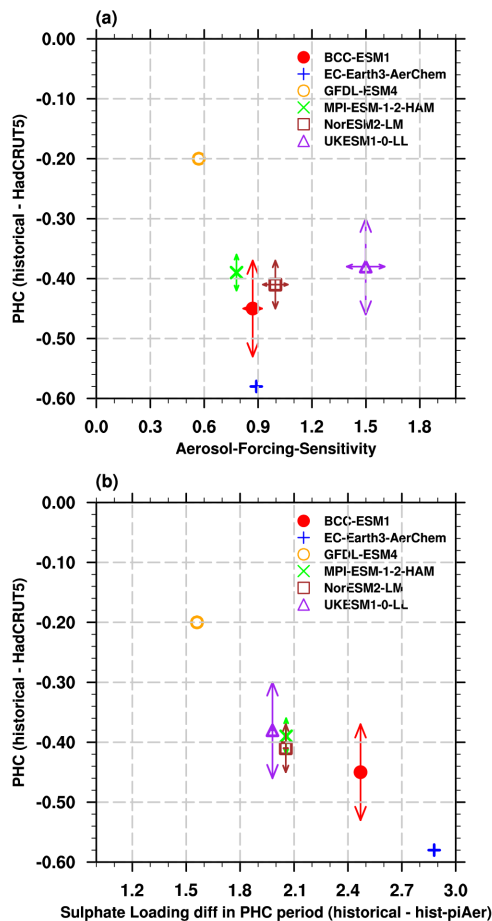 (a)
0.00
BCC-ESM1
EC-Earth3-AerChem
GFDL-ESM4
MPI-ESM-1-2-HAM
NorESM2-LM
UKESM1-0-LL
-0.10
-0.20
-0.30
-0.40
-0.50
-0.60
PHC (historical - HadCRUT5)
0.0 0.3 0.6 0.9 1.2 1.5 1.8
Aerosol-Forcing-Sensitivity
(b)
0.00
BCC-ESM1
EC-Earth3-AerChem
GFDL-ESM4
MPI-ESM-1-2-HAM
NorESM2-LM
UKESM1-0-LL
-0.10
-0.20
-0.30
-0.40
-0.50
-0.60
PHC (historical - HadCRUT5)
1.2 1.5 1.8 2.1 2.4 2.7 3.0
Sulphate Loading diff in PHC period (historical - hist-piAer)